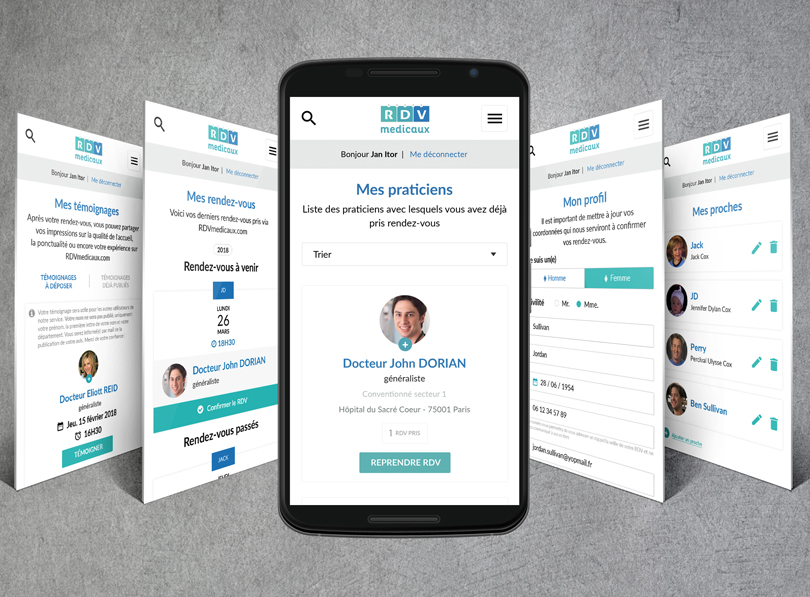 RDV
medicaux
Bonjour Jan Itor | Me déconnecter
Mes témoignages
Après votre rendez-vous, vous pouvez partager
vos impressions sur la qualité de l'accueil,
la ponctualité ou encore votre expérience sur
RDVmedicaux.com
TÉMOIGNAGES
À DÉPOSER
TÉMOIGNAGES
DÉJÀ PUBLIÉS
Docteur Eliott REID
généraliste
Jeu. 15 février 2018
16H30
TÉMOIGNER
RDV
medicaux
Bonjour Jan Itor | Me déconnecter
Mes rendez-vous
Voici vos derniers rendez-vous pris via
RDVmedicaux.com
2018
Rendez-vous à venir
JD
LUNDI
26
MARS
18H30
Docteur John DORIAN
généraliste
Confirmer le RDV
Rendez-vous passés
JACK
RDV
medicaux
Bonjour Jan Itor | Me déconnecter
Mes praticiens
Liste des praticiens avec lesquels vous avez déjà
pris rendez-vous
Trier
Docteur John DORIAN
généraliste
Conventionné secteur 1
Hôpital du Sacré Coeur - 75001 Paris
1 RDV PRIS
REPRENDRE RDV
RDV
medicaux
Bonjour Jan Itor | Me déconnecter
Mon profil
Il est important de mettre à jour vos
coordonnées qui nous serviront à confirmer
vos rendez-vous.
e suis un(e)
Homme
Femme
ivilité
Mr.
Mme.
Sullivan
Jordan
28 / 06 / 1954
06 12 34 57 89
jordan.sullivan@yopmail.fr
RDV
medicaux
Bonjour Jan Itor | Me déconnecter
Mes proches
Jack
Jack Cox
JD
Jennifer Dylan Cox
Perry
Percival Ulysse Cox
Ben Sullivan
Ajouter un proche